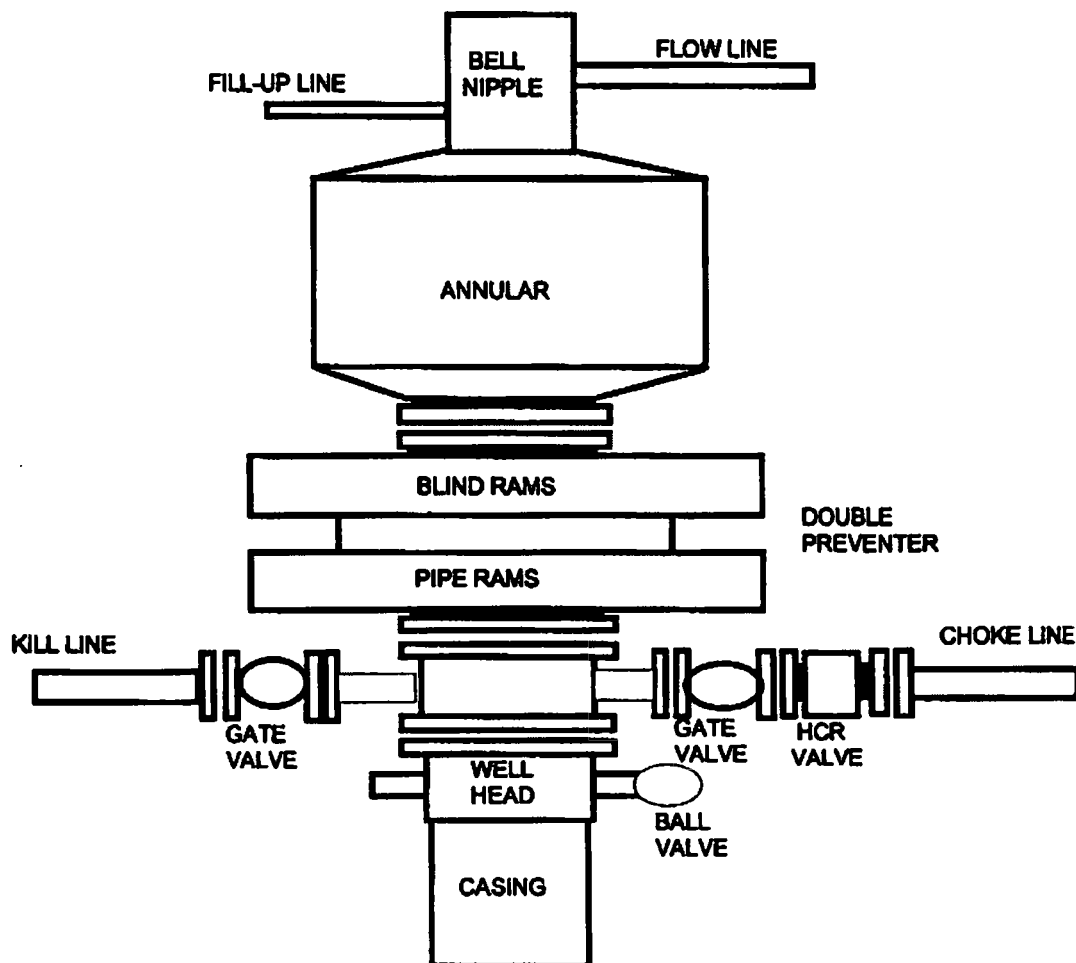 FLOW LINE
BELL
NIPPLE
FILL-UP LINE
ANNULAR
BLIND RAMS
DOUBLE
PREVENTER
PIPE RAMS
KILL LINE
CHOKE LINE
GATE
VALVE
GATE
VALVE
HCR
VALVE
WELL
HEAD
BALL
VALVE
CASING